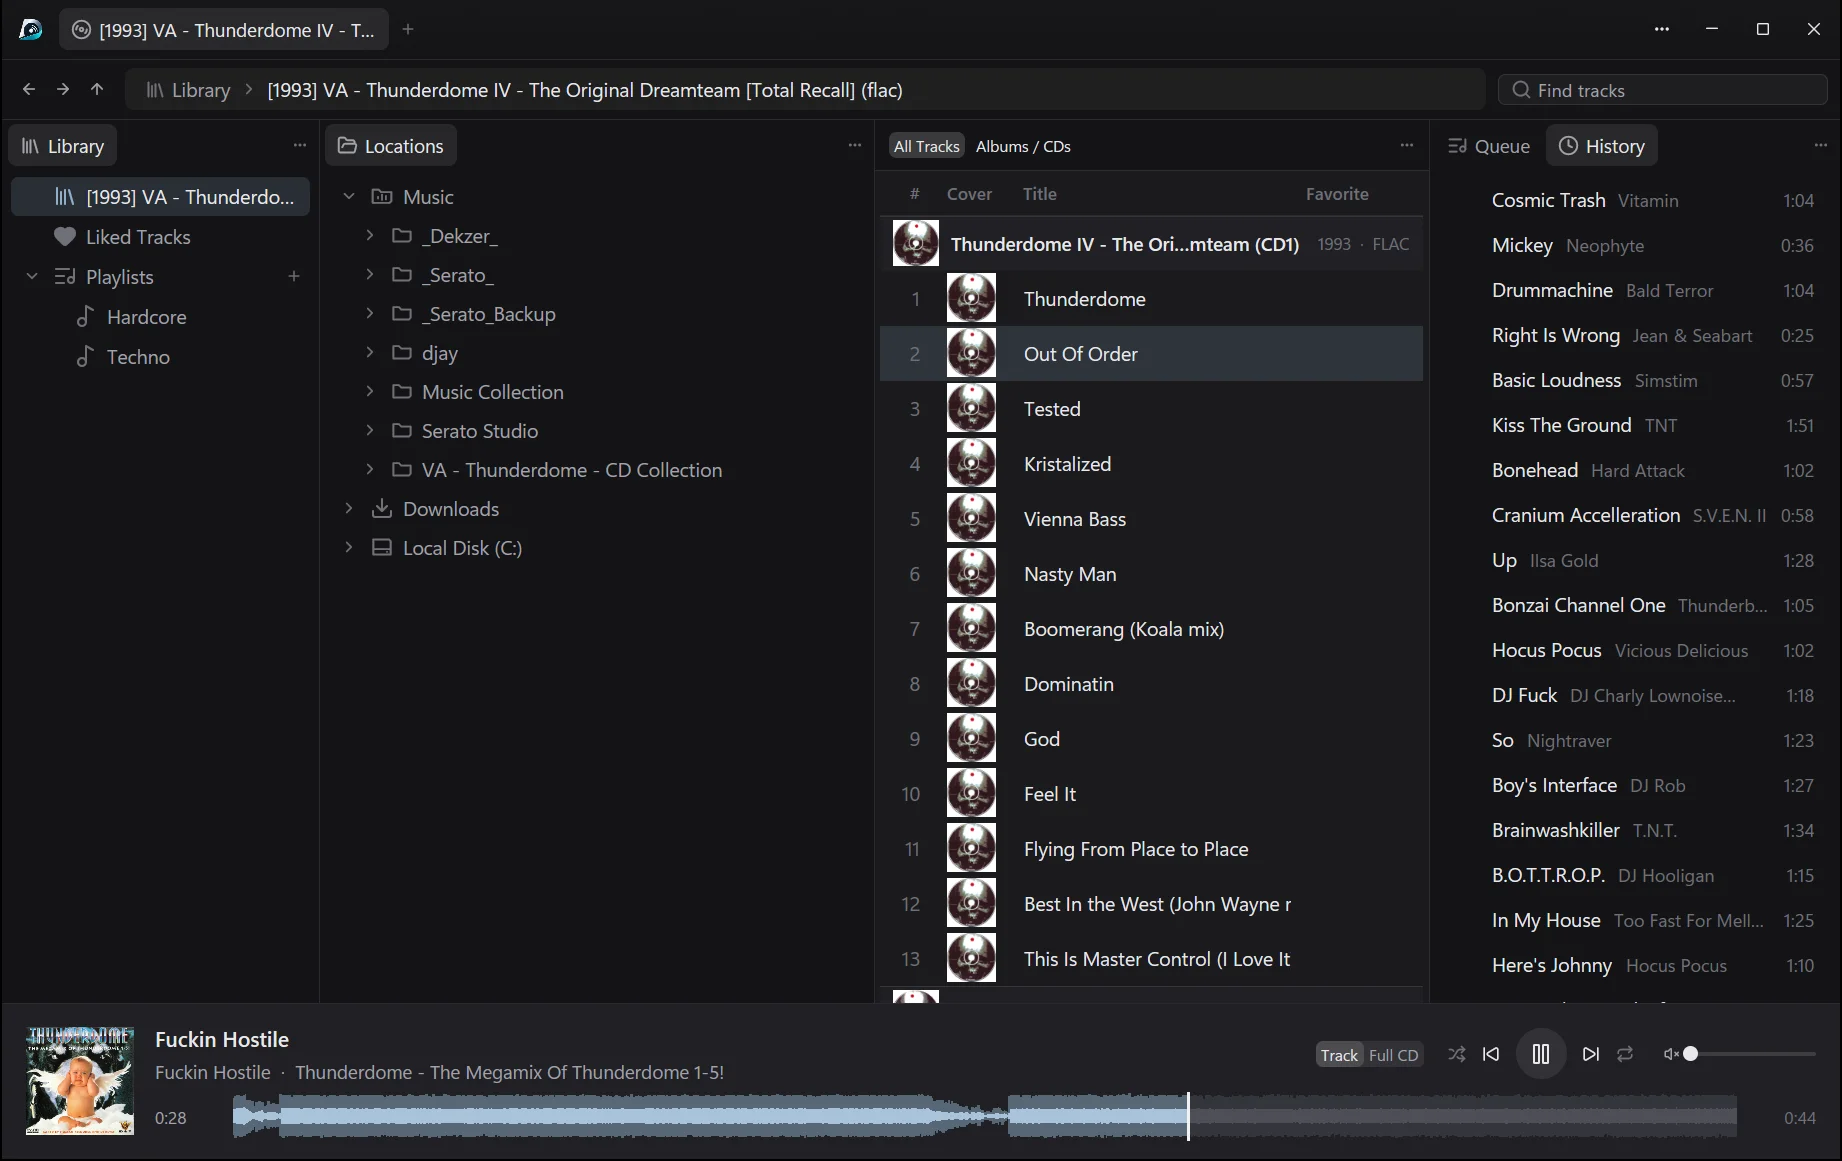 [1993] VA - Thunderdome IV - T...
Library > [1993] VA - Thunderdome IV - The Original Dreamteam [Total Recall] (flac)
Find tracks
Library
[1993] VA - Thunderdo...
Liked Tracks
Playlists
Hardcore
Techno
Locations
Music
_Dekzer_
_Serato_
_Serato_Backup
djay
Music Collection
Serato Studio
VA - Thunderdome - CD Collection
Downloads
Local Disk (C:)
All Tracks Albums / CDs
# Cover Title Favorite
Thunderdome IV - The Ori...mteam (CD1) 1993 · FLAC
1 Thunderdome
2 Out Of Order
3 Tested
4 Kristalized
5 Vienna Bass
6 Nasty Man
7 Boomerang (Koala mix)
8 Dominatin
9 God
10 Feel It
11 Flying From Place to Place
12 Best In the West (John Wayne r
13 This Is Master Control (I Love It
Queue History
Cosmic Trash Vitamin 1:04
Mickey Neophyte 0:36
Drummachine Bald Terror 1:04
Right Is Wrong Jean & Seabart 0:25
Basic Loudness Simstim 0:57
Kiss The Ground TNT 1:51
Bonehead Hard Attack 1:02
Cranium Accelleration S.V.E.N. II 0:58
Up Ilsa Gold 1:28
Bonzai Channel One Thunderb... 1:05
Hocus Pocus Vicious Delicious 1:02
DJ Fuck DJ Charly Lownoise... 1:18
So Nightraver 1:23
Boy's Interface DJ Rob 1:27
Brainwashkiller T.N.T. 1:34
B.O.T.T.R.O.P. DJ Hooligan 1:15
In My House Too Fast For Mell... 1:25
Here's Johnny Hocus Pocus 1:10
THUNDERDOME
THE MEGAMIX OF THUNDERDOME 1-5!
Fuckin Hostile
Fuckin Hostile · Thunderdome - The Megamix Of Thunderdome 1-5!
Track Full CD
0:28
0:44